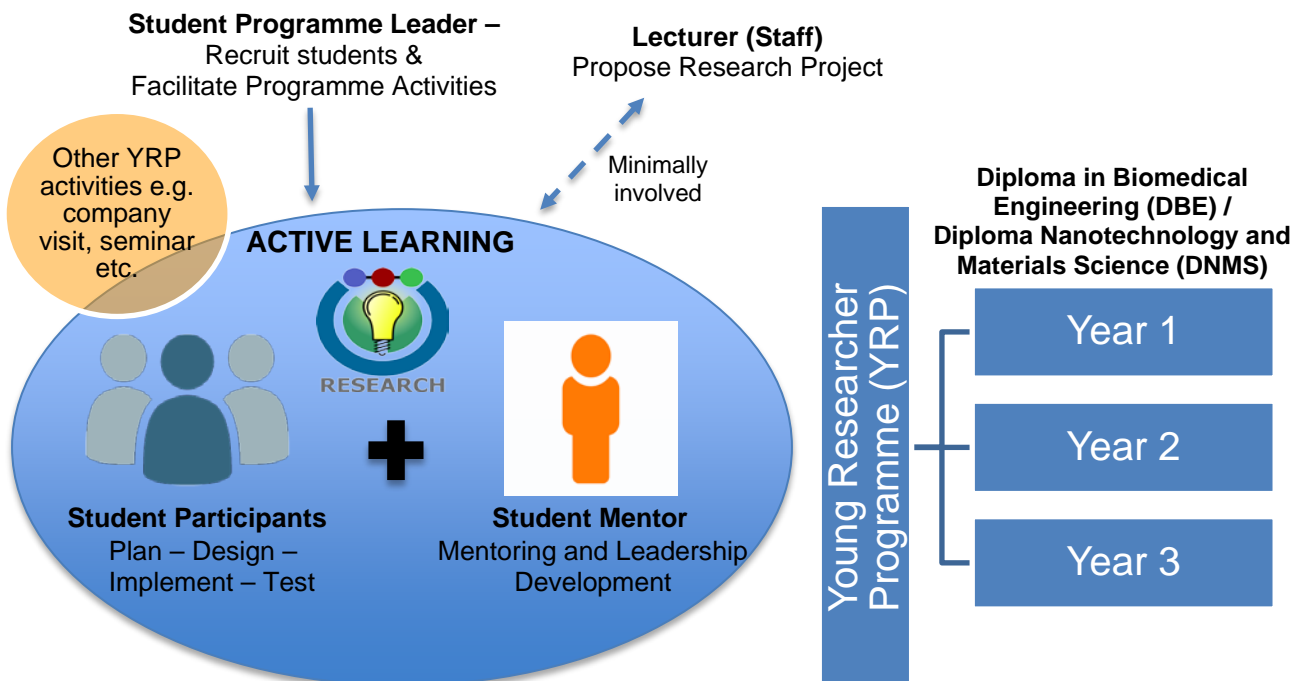 Student Programme Leader –
Recruit students &
Facilitate Programme Activities
Lecturer (Staff)
Propose Research Project
Minimally
involved
Other YRP
activities e.g.
company
visit, seminar
etc.
ACTIVE LEARNING
RESEARCH
Student Participants
Plan – Design –
Implement – Test
Student Mentor
Mentoring and Leadership
Development
Young Researcher
Programme (YRP)
Diploma in Biomedical
Engineering (DBE) /
Diploma Nanotechnology and
Materials Science (DNMS)
Year 1
Year 2
Year 3